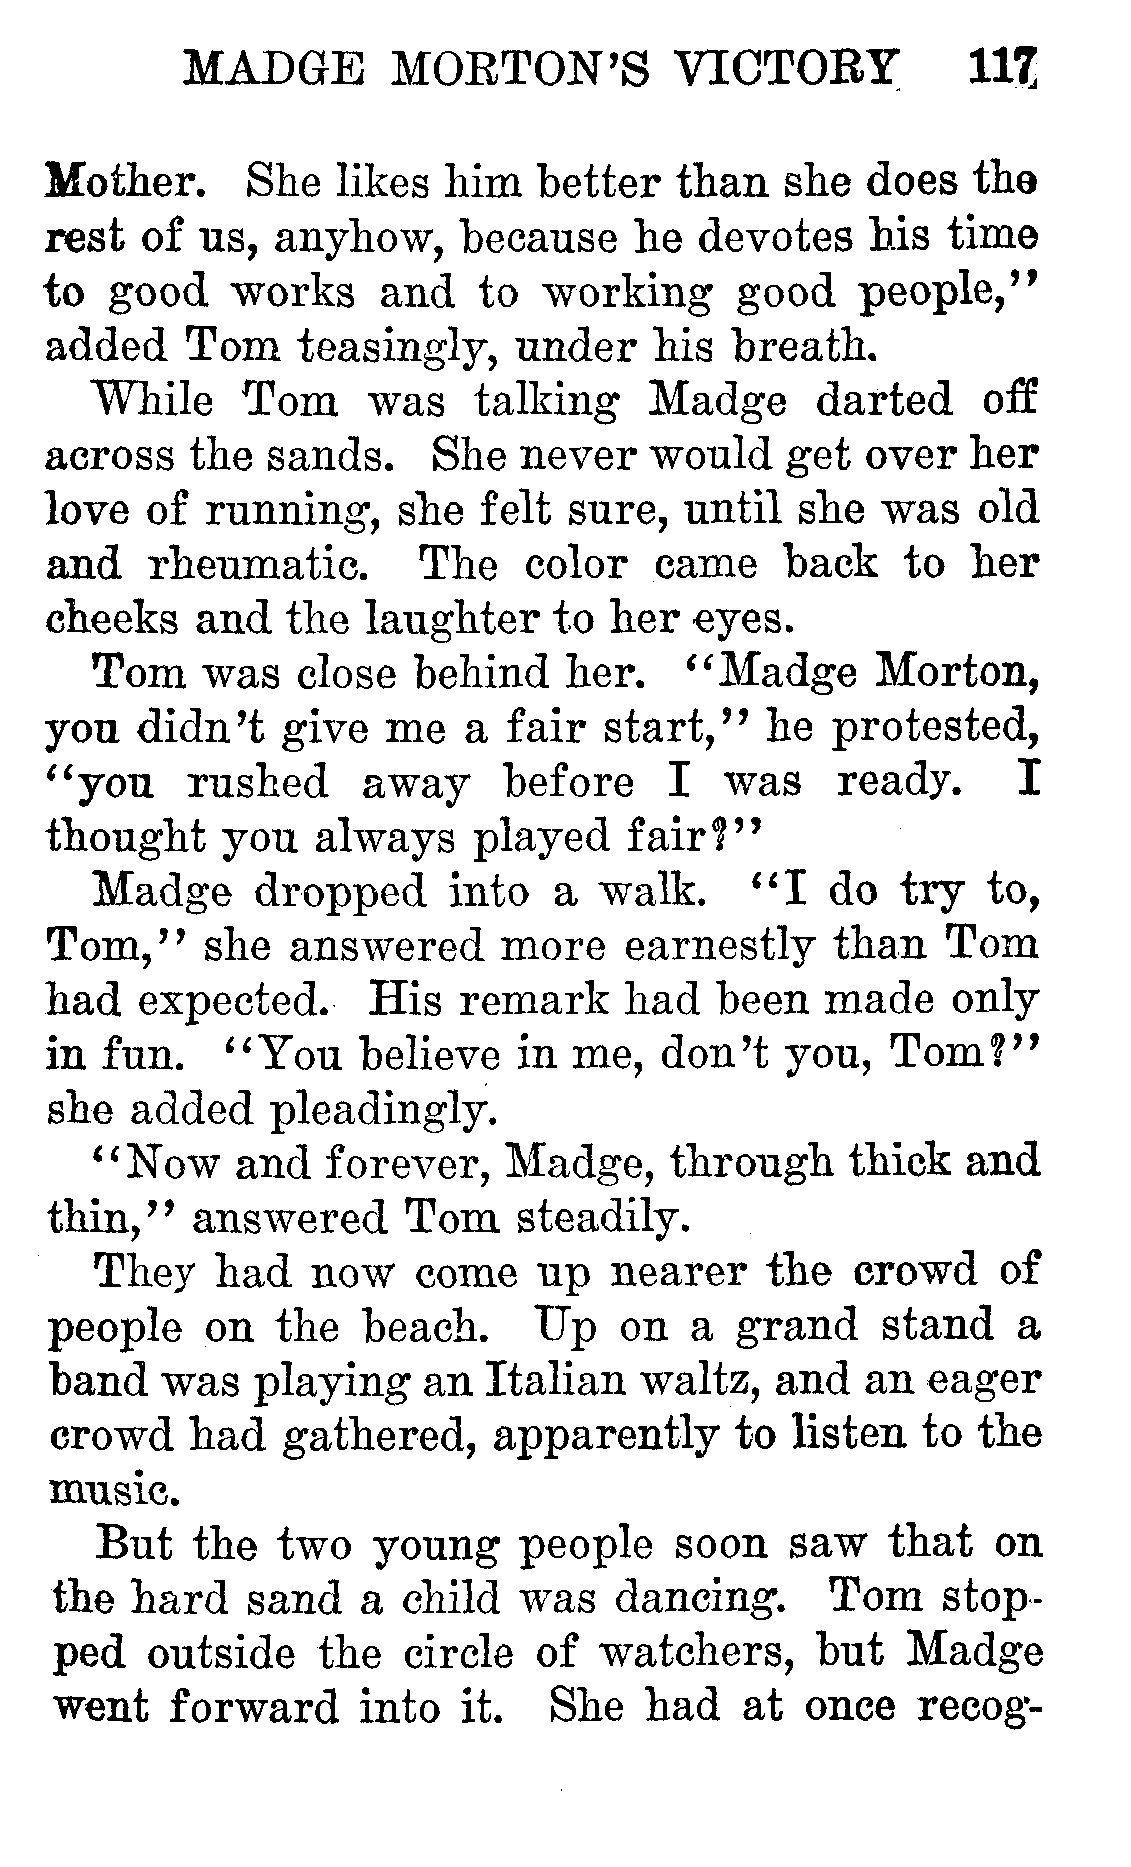 MADGE MORTON'S VICTORY 117
Mother. She likes him better than she does the
rest of us, anyhow, because he devotes his time
to good works and to working good people,"
added Tom teasingly, under his breath.
While Tom was talking Madge darted off
across the sands. She never would get over her
love of running, she felt sure, until she was old
and rheumatic. The color came back to her
cheeks and the laughter to her eyes.
Tom was close behind her. "Madge Morton,
you didn't give me a fair start," he protested,
"you rushed away before I was ready. I
thought you always played fair?"
Madge dropped into a walk. "I do try to,
Tom," she answered more earnestly than Tom
had expected. His remark had been made only
in fun. "You believe in me, don't you, Tom?"
she added pleadingly.
"Now and forever, Madge, through thick and
thin," answered Tom steadily.
They had now come up nearer the crowd of
people on the beach. Up on a grand stand a
band was playing an Italian waltz, and an eager
crowd had gathered, apparently to listen to the
music.
But the two young people soon saw that on
the hard sand a child was dancing. Tom stop-
ped outside the circle of watchers, but Madge
went forward into it. She had at once recog-